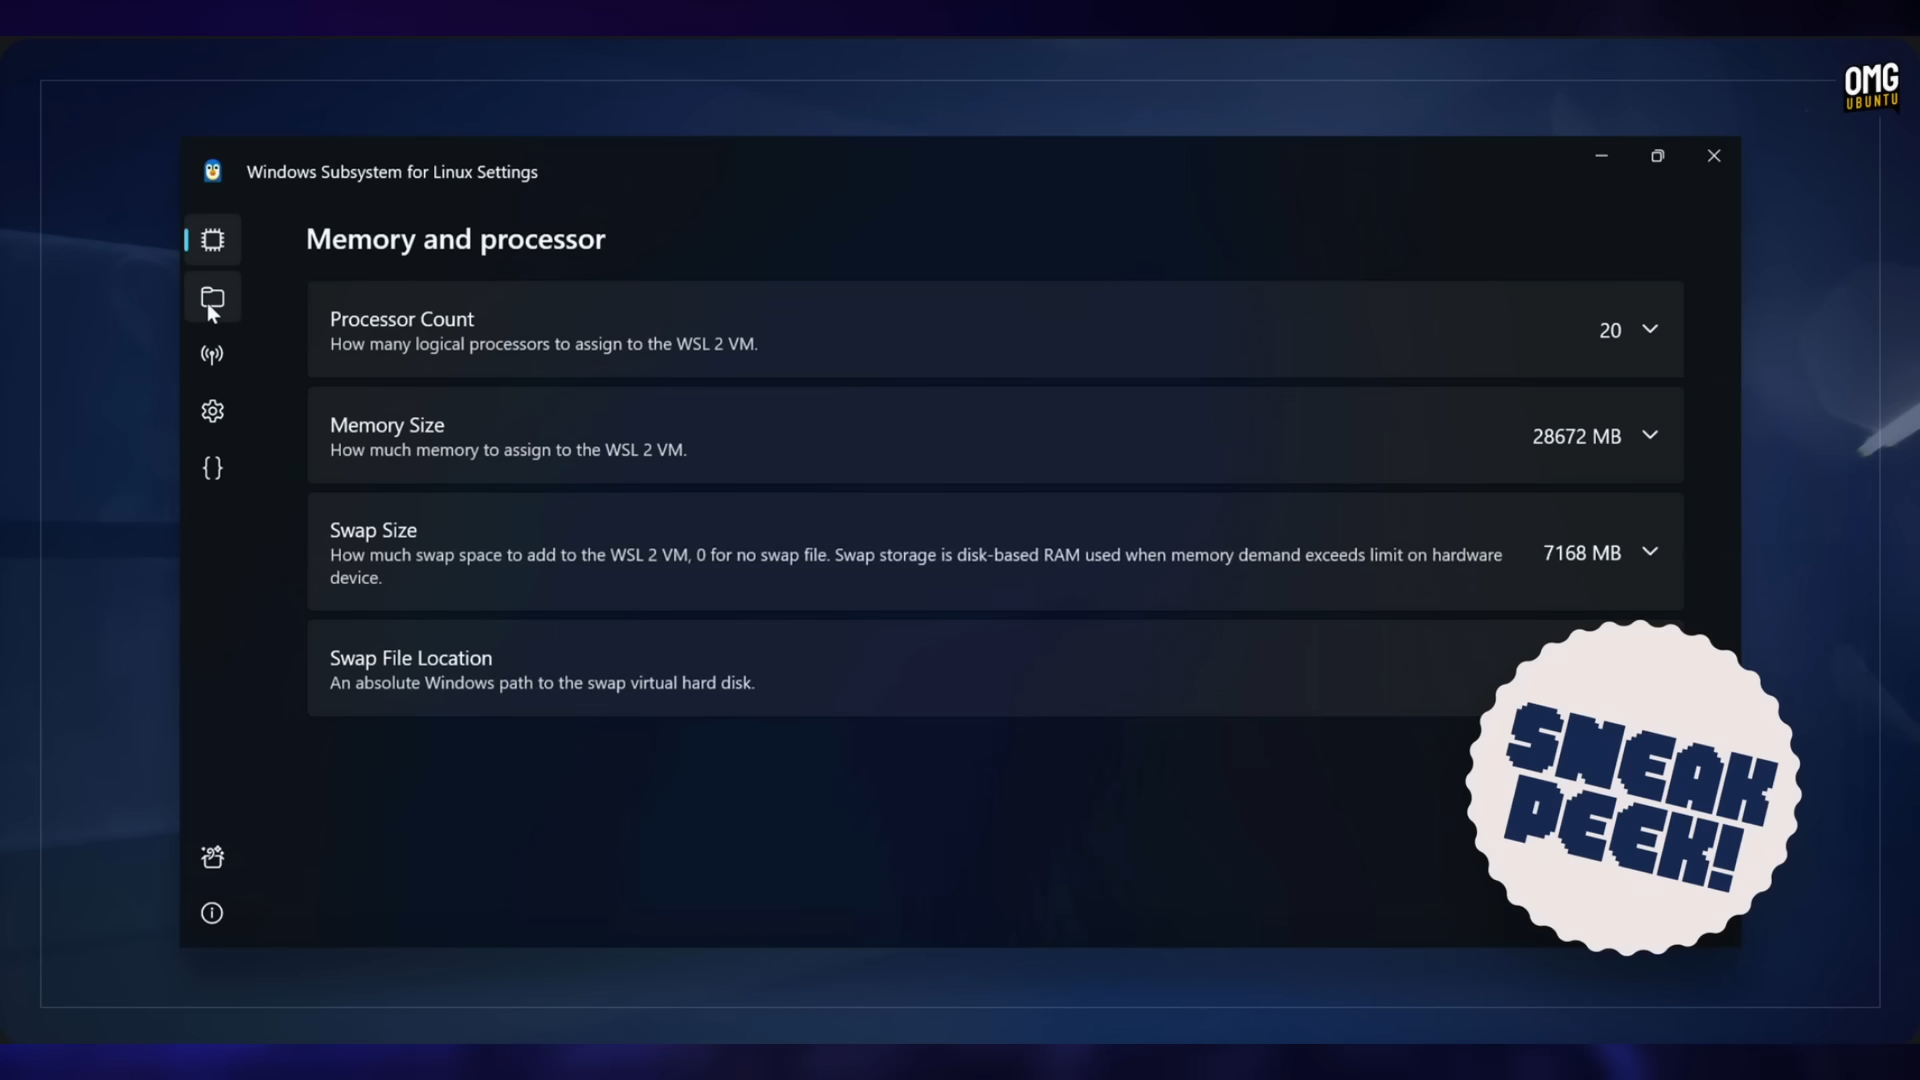 OMG
UBUNTU
Windows Subsystem for Linux Settings
Memory and processor
Processor Count
How many logical processors to assign to the WSL 2 VM.
20
Memory Size
How much memory to assign to the WSL 2 VM.
28672 MB
Swap Size
How much swap space to add to the WSL 2 VM, 0 for no swap file. Swap storage is disk-based RAM used when memory demand exceeds limit on hardware
device.
7168 MB
Swap File Location
An absolute Windows path to the swap virtual hard disk.
SNEAK
PEEK!